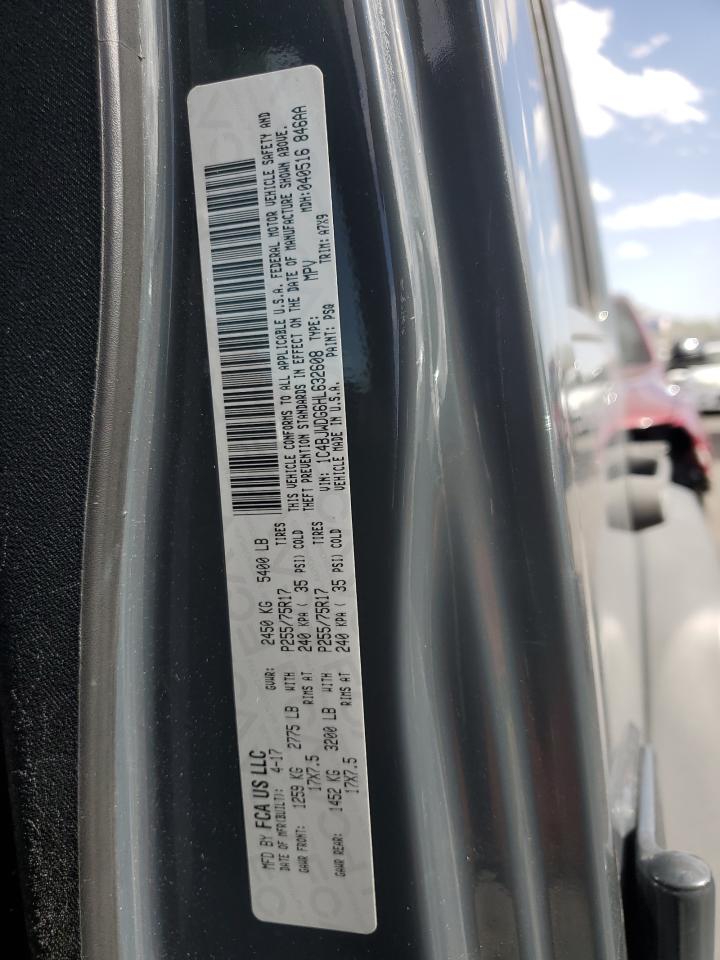 MFD BY FCA US LLC
DATE OF MFR(BUILT): 4-17 GVWR: 2450 KG 5400 LB
GAWR FRONT: 1259 KG 2775 LB WITH P255/75R17 TIRES
17X7.5 RIMS AT 240 KPA ( 35 PSI) COLD
GAWR REAR: 1452 KG 3200 LB WITH P255/75R17 TIRES
17X7.5 RIMS AT 240 KPA ( 35 PSI) COLD
THIS VEHICLE CONFORMS TO ALL APPLICABLE U.S.A. FEDERAL MOTOR VEHICLE SAFETY AND
THEFT PREVENTION STANDARDS IN EFFECT ON THE DATE OF MANUFACTURE SHOWN ABOVE.
VIN: 1C4BJWDG6HL632608 TYPE: MPV MDH:040516 846AA
VEHICLE MADE IN U.S.A. PAINT: PSQ TRIM: A7X9